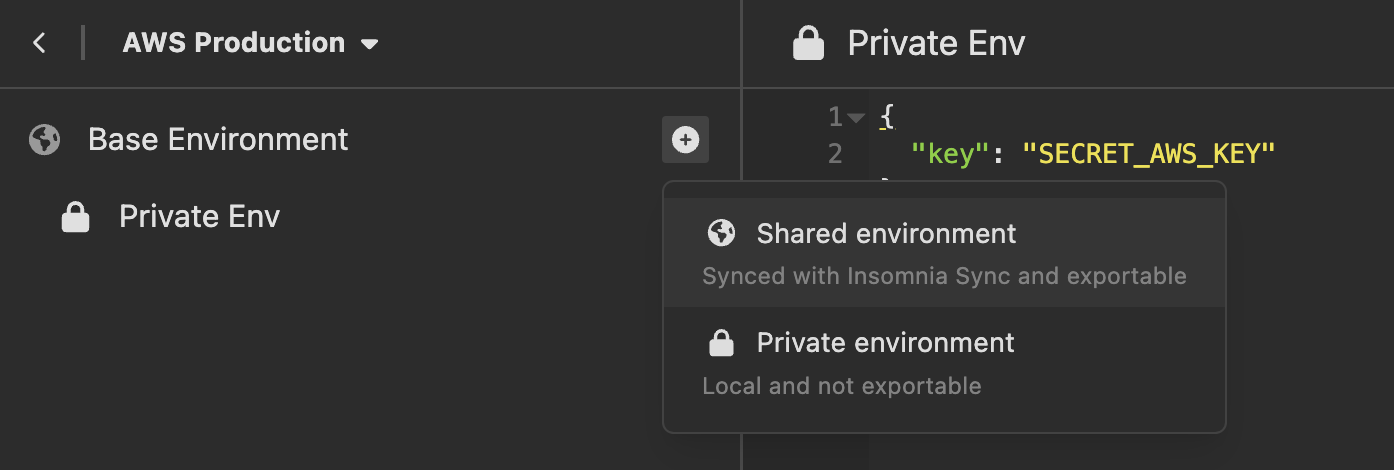 AWS Production
Private Env
Base Environment
Private Env
1
{
2
"key": "SECRET_AWS_KEY"
Shared environment
Synced with Insomnia Sync and exportable
Private environment
Local and not exportable